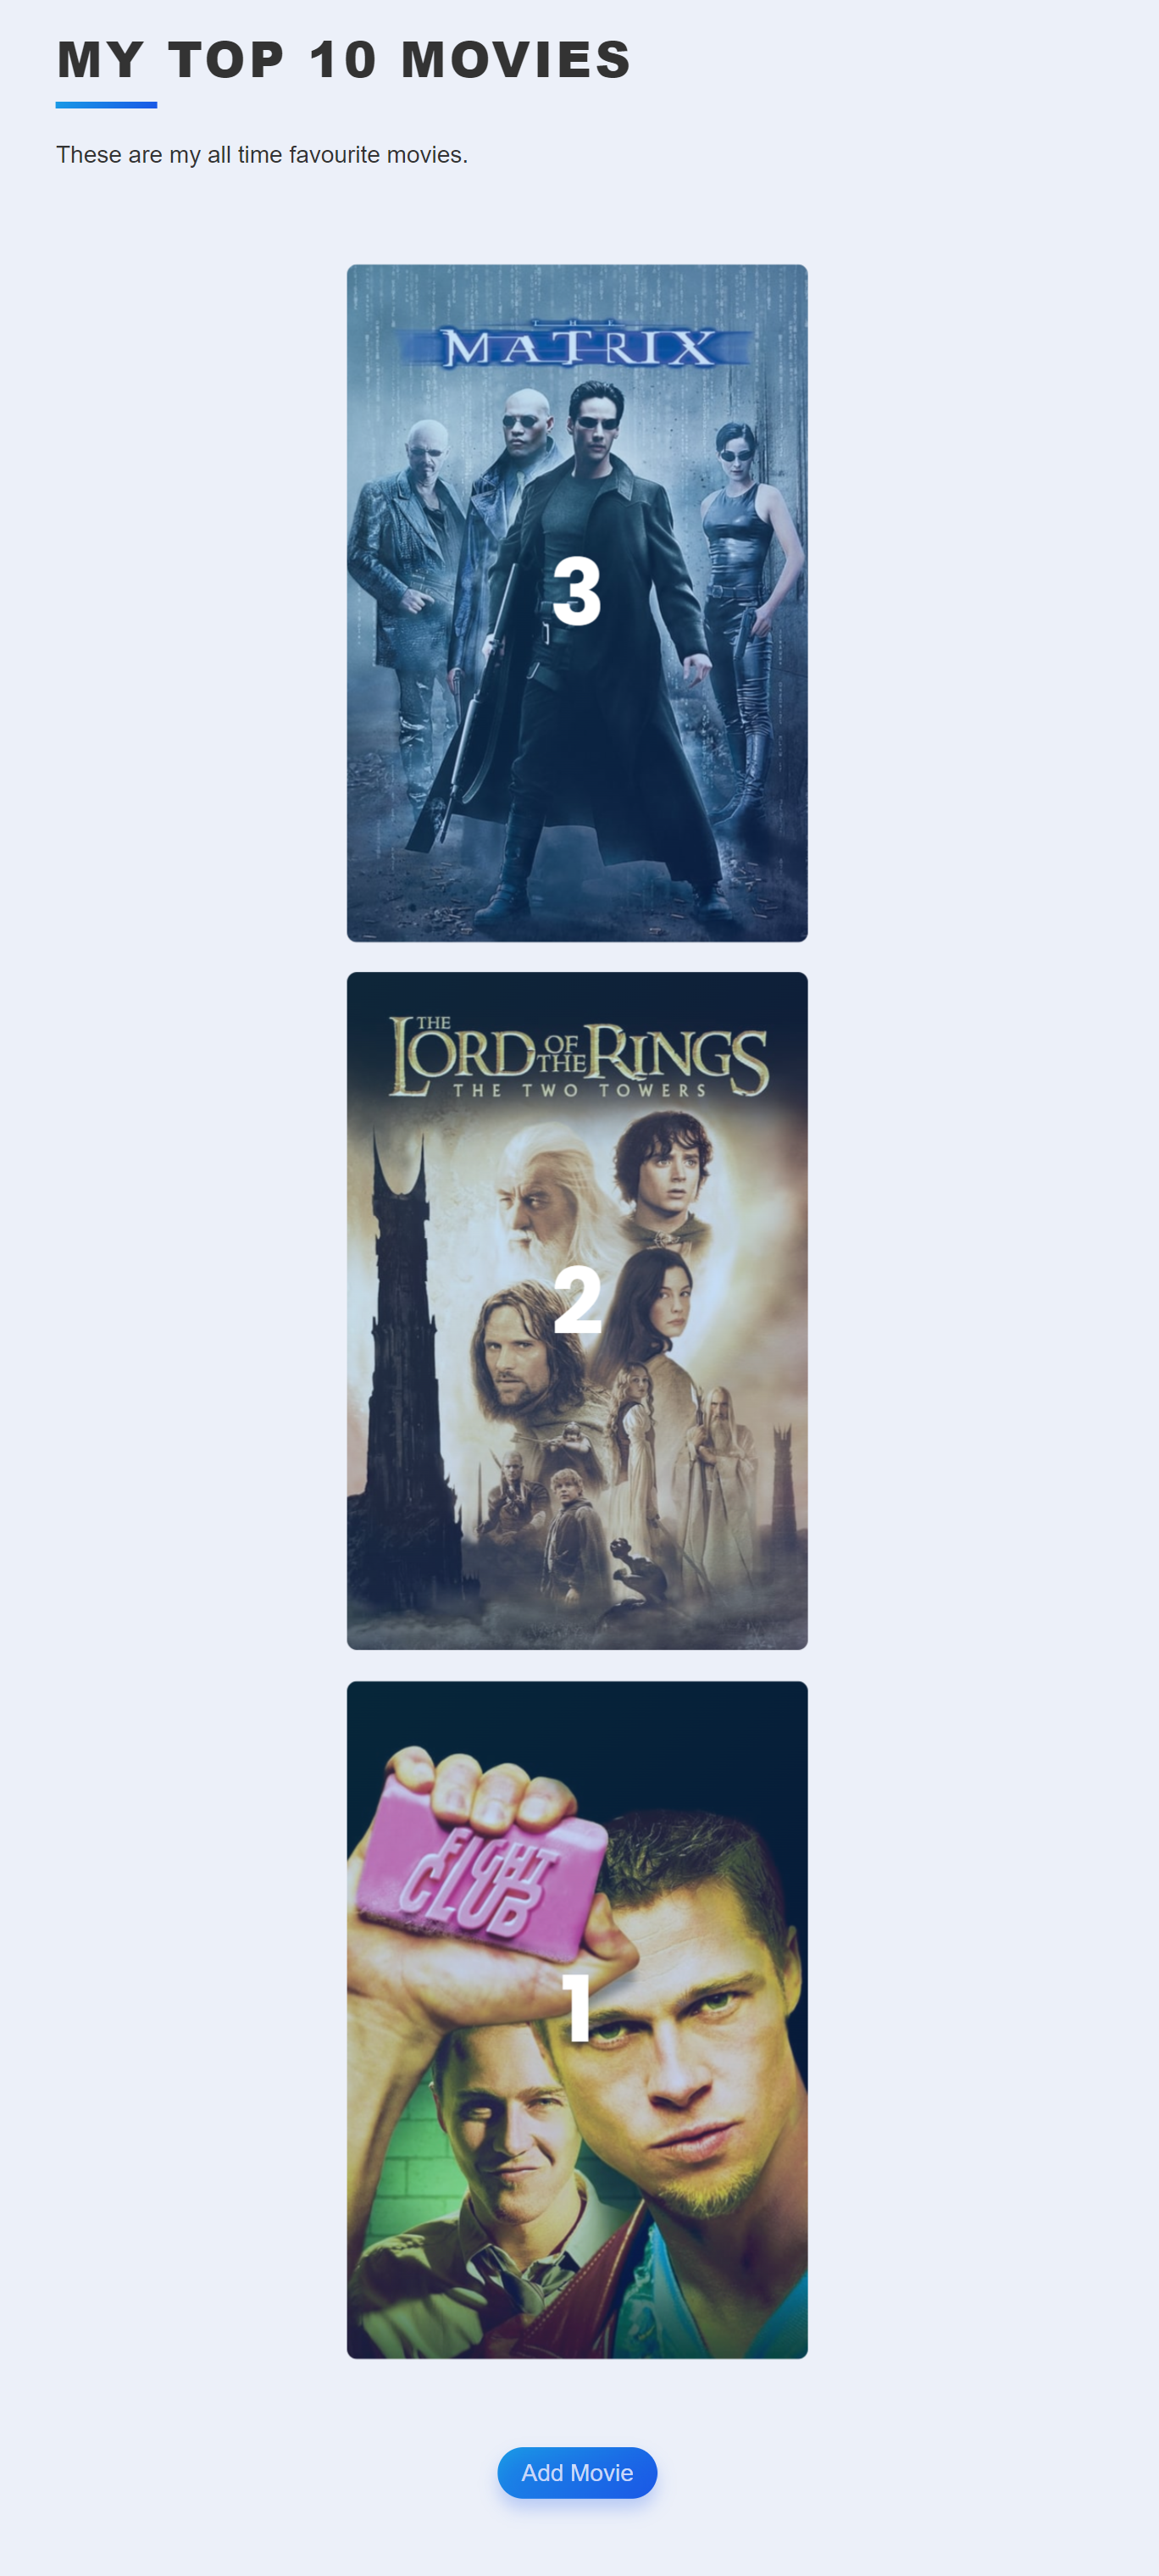 MY TOP 10 MOVIES
These are my all time favourite movies.
THE
MATRIX
3
THE
LORD OF THE RINGS
THE TWO TOWERS
2
FIGHT
CLUB
1
Add Movie